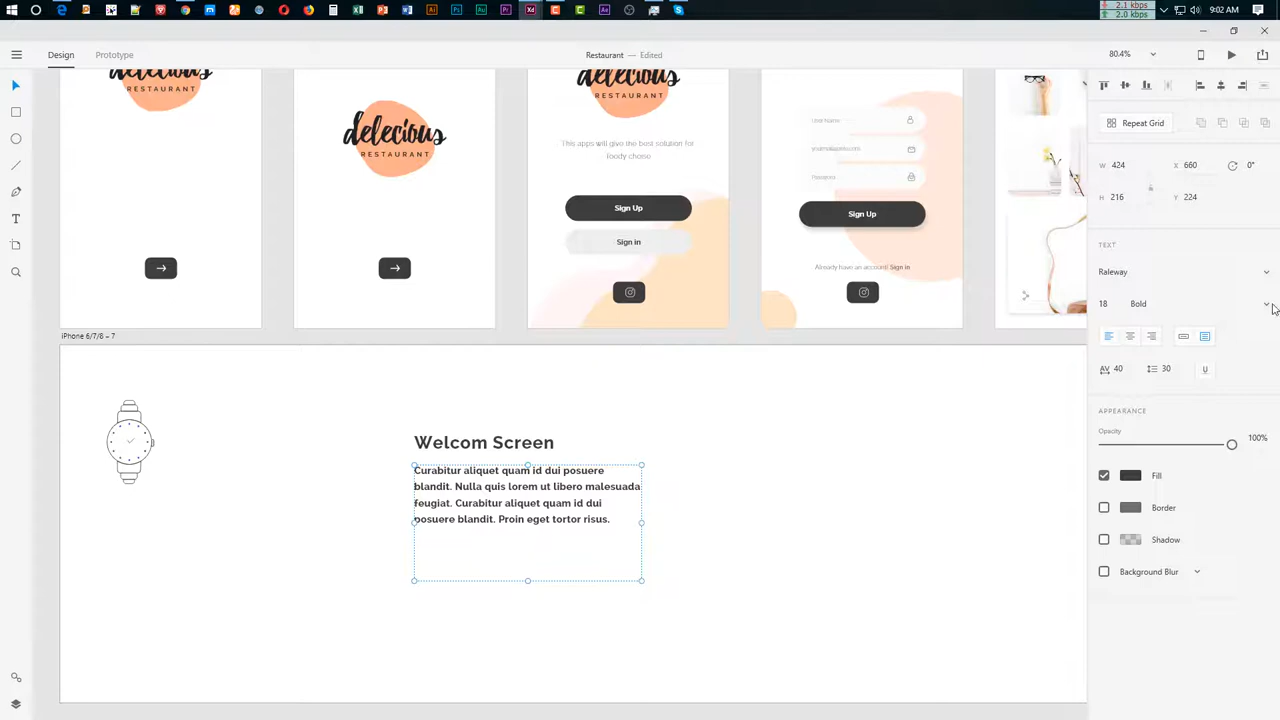 2.1 kbps
2.0 kbps
9:02 AM
Design
Prototype
Restaurant — Edited
80.4%
delecious
RESTAURANT
delecious
RESTAURANT
delecious
RESTAURANT
This apps will give the best solution for
foody choise
Sign Up
Sign in
User Name
Password
Sign Up
Already have an account! Sign in
Repeat Grid
W 424
X 660
0°
H 216
Y 224
TEXT
Raleway
18
Bold
AV 40
30
U
APPEARANCE
Opacity
100%
Fill
Border
Shadow
Background Blur
iPhone 6/7/8 – 7
Welcom Screen
Curabitur aliquet quam id dui posuere
blandit. Nulla quis lorem ut libero malesuada
feugiat. Curabitur aliquet quam id dui
posuere blandit. Proin eget tortor risus.